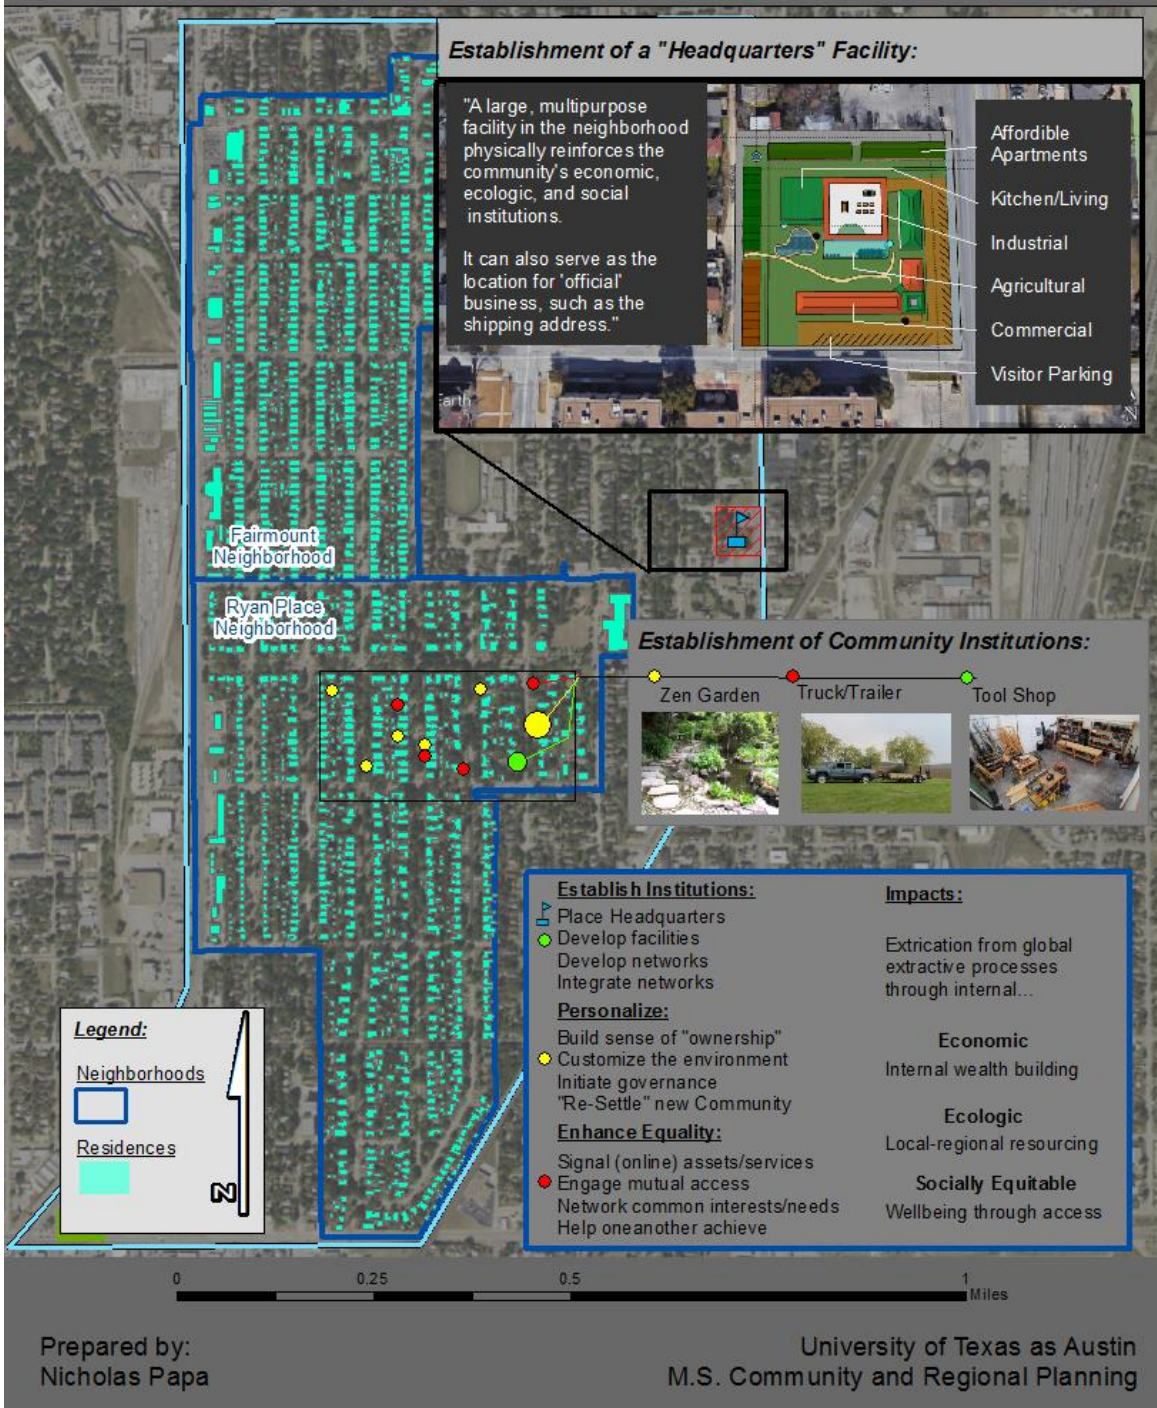 Establishment of a "Headquarters" Facility:
"A large, multipurpose
facility in the neighborhood
physically reinforces the
community's economic,
ecologic, and social
institutions.
It can also serve as the
location for 'official'
business, such as the
shipping address."
Affordible
Apartments
Kitchen/Living
Industrial
Agricultural
Commercial
Visitor Parking
Earth
N
Fairmount
Neighborhood
Ryan Place
Neighborhood
Establishment of Community Institutions:
Zen Garden
Truck/Trailer
Tool Shop
Establish Institutions:
Place Headquarters
Develop facilities
Develop networks
Integrate networks
Personalize:
Build sense of "ownership"
Customize the environment
Initiate governance
"Re-Settle" new Community
Enhance Equality:
Signal (online) assets/services
Engage mutual access
Network common interests/needs
Help oneanother achieve
Impacts:
Extrication from global
extractive processes
through internal...
Economic
Internal wealth building
Ecologic
Local-regional resourcing
Socially Equitable
Wellbeing through access
Legend:
Neighborhoods
Residences
N
0 0.25 0.5 1
Miles
Prepared by:
Nicholas Papa
University of Texas as Austin
M.S. Community and Regional Planning